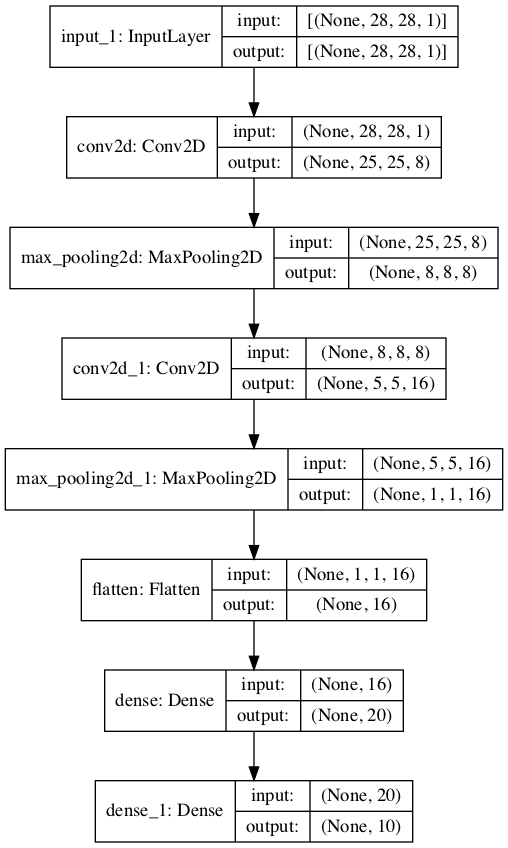 input_1: InputLayer
input: [(None, 28, 28, 1)]
output: [(None, 28, 28, 1)]
conv2d: Conv2D
input: (None, 28, 28, 1)
output: (None, 25, 25, 8)
max_pooling2d: MaxPooling2D
input: (None, 25, 25, 8)
output: (None, 8, 8, 8)
conv2d_1: Conv2D
input: (None, 8, 8, 8)
output: (None, 5, 5, 16)
max_pooling2d_1: MaxPooling2D
input: (None, 5, 5, 16)
output: (None, 1, 1, 16)
flatten: Flatten
input: (None, 1, 1, 16)
output: (None, 16)
dense: Dense
input: (None, 16)
output: (None, 20)
dense_1: Dense
input: (None, 20)
output: (None, 10)